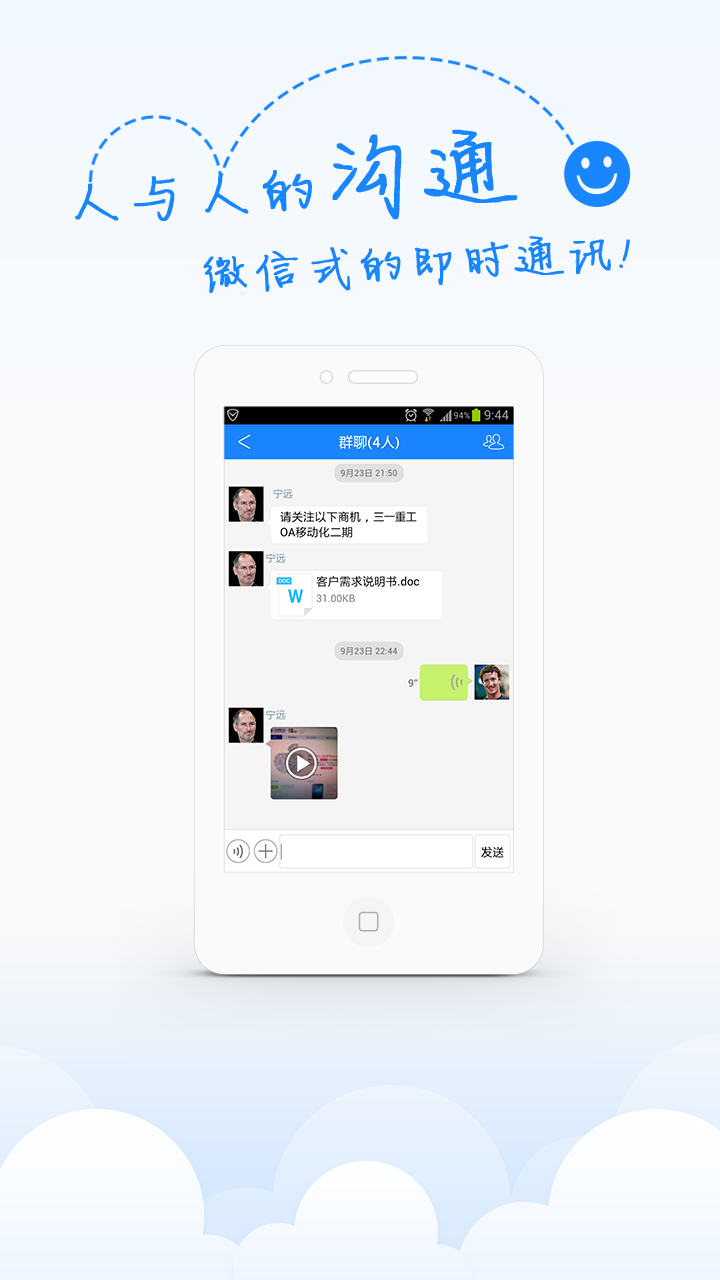 人与人的沟通
微信式的即时通讯!
94% 9:44
群聊(4人)
9月23日 21:50
宁远
请关注以下商机，三一重工
OA移动化二期
宁远
DOC
W
客户需求说明书.doc
31.00KB
9月23日 22:44
9"
宁远
发送